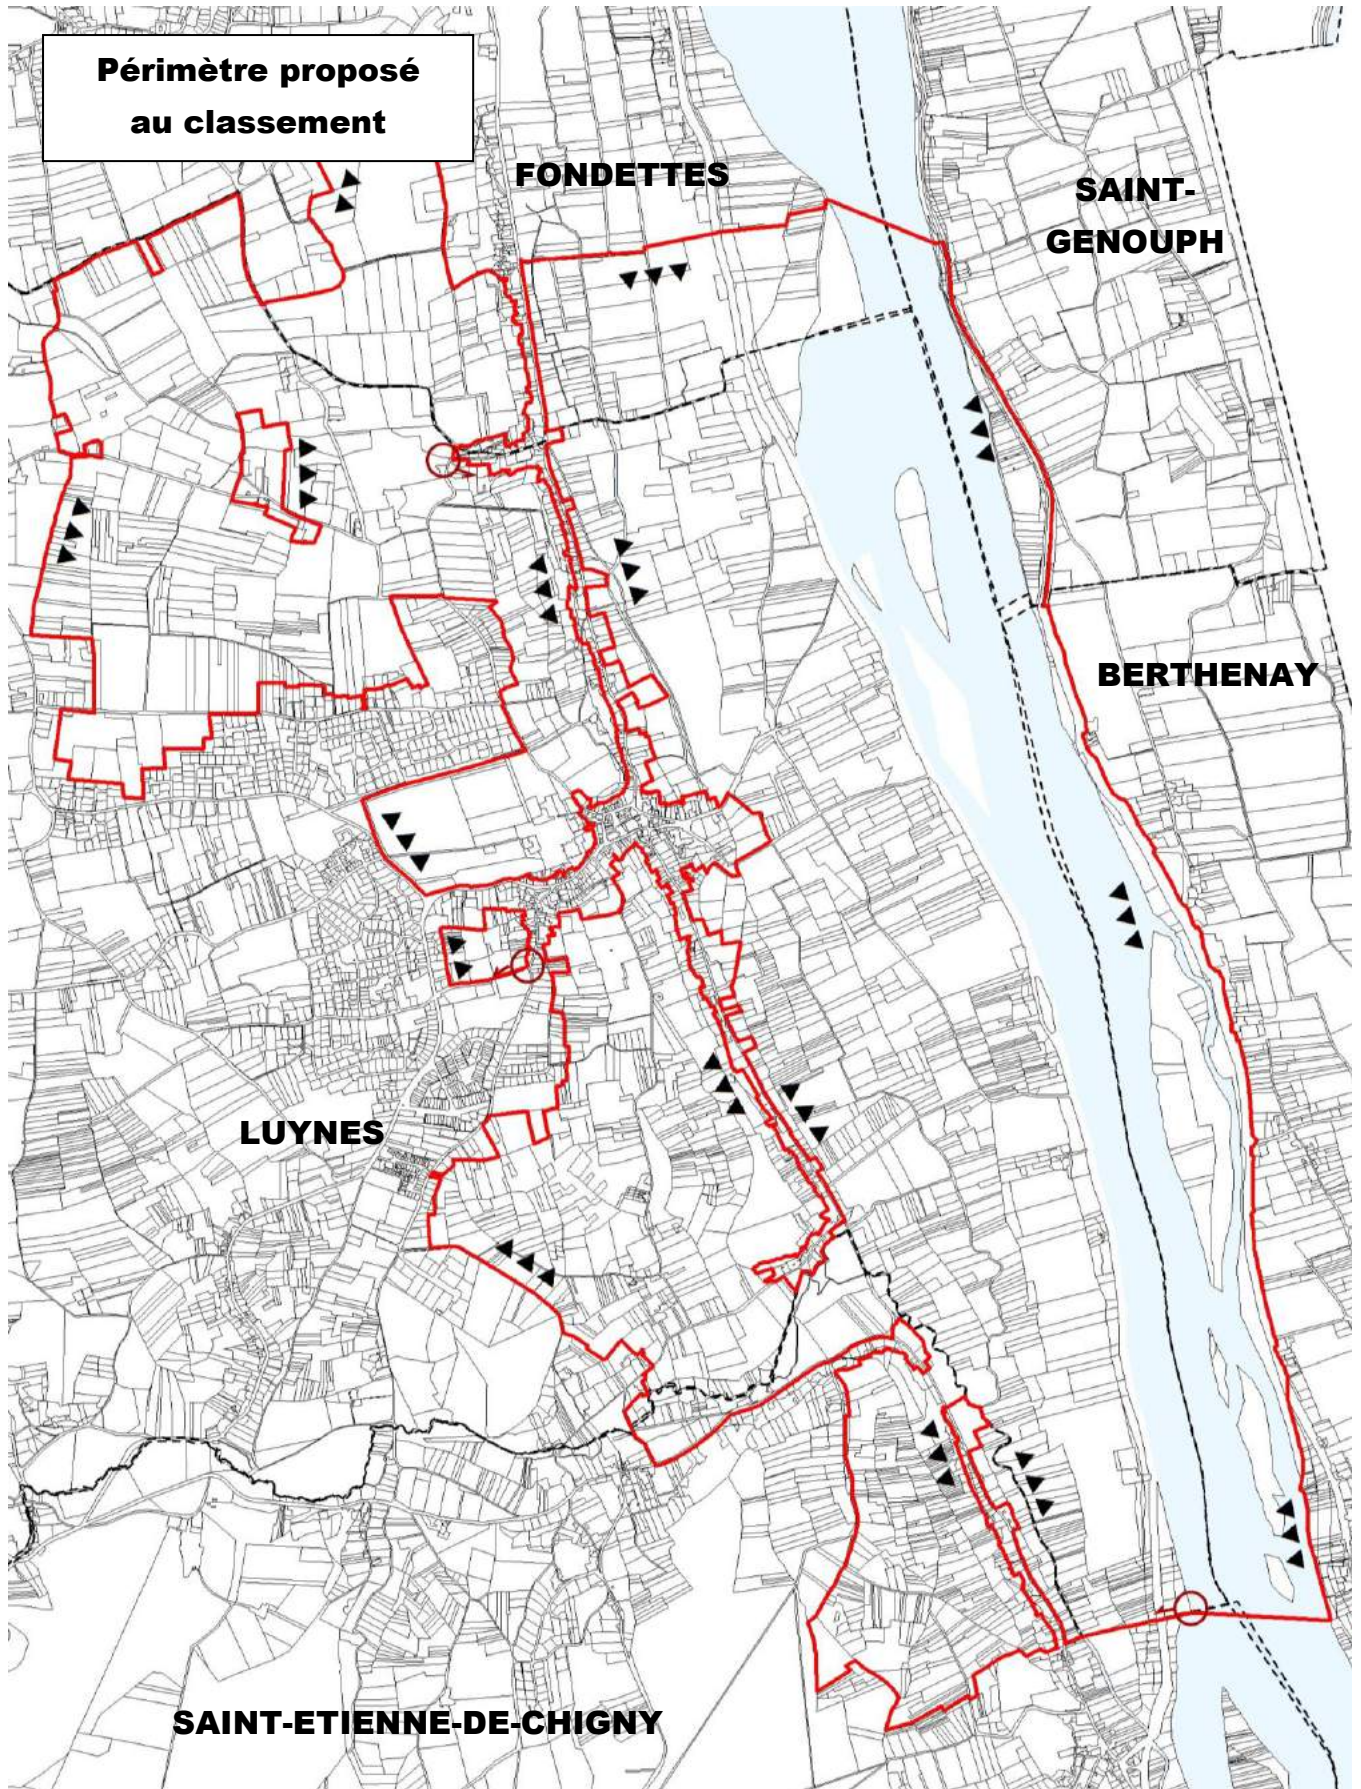 Périmètre proposé
au classement
FONDETTES
SAINT-
GENOUPH
BERTHENAY
LUYNES
SAINT-ETIENNE-DE-CHIGNY